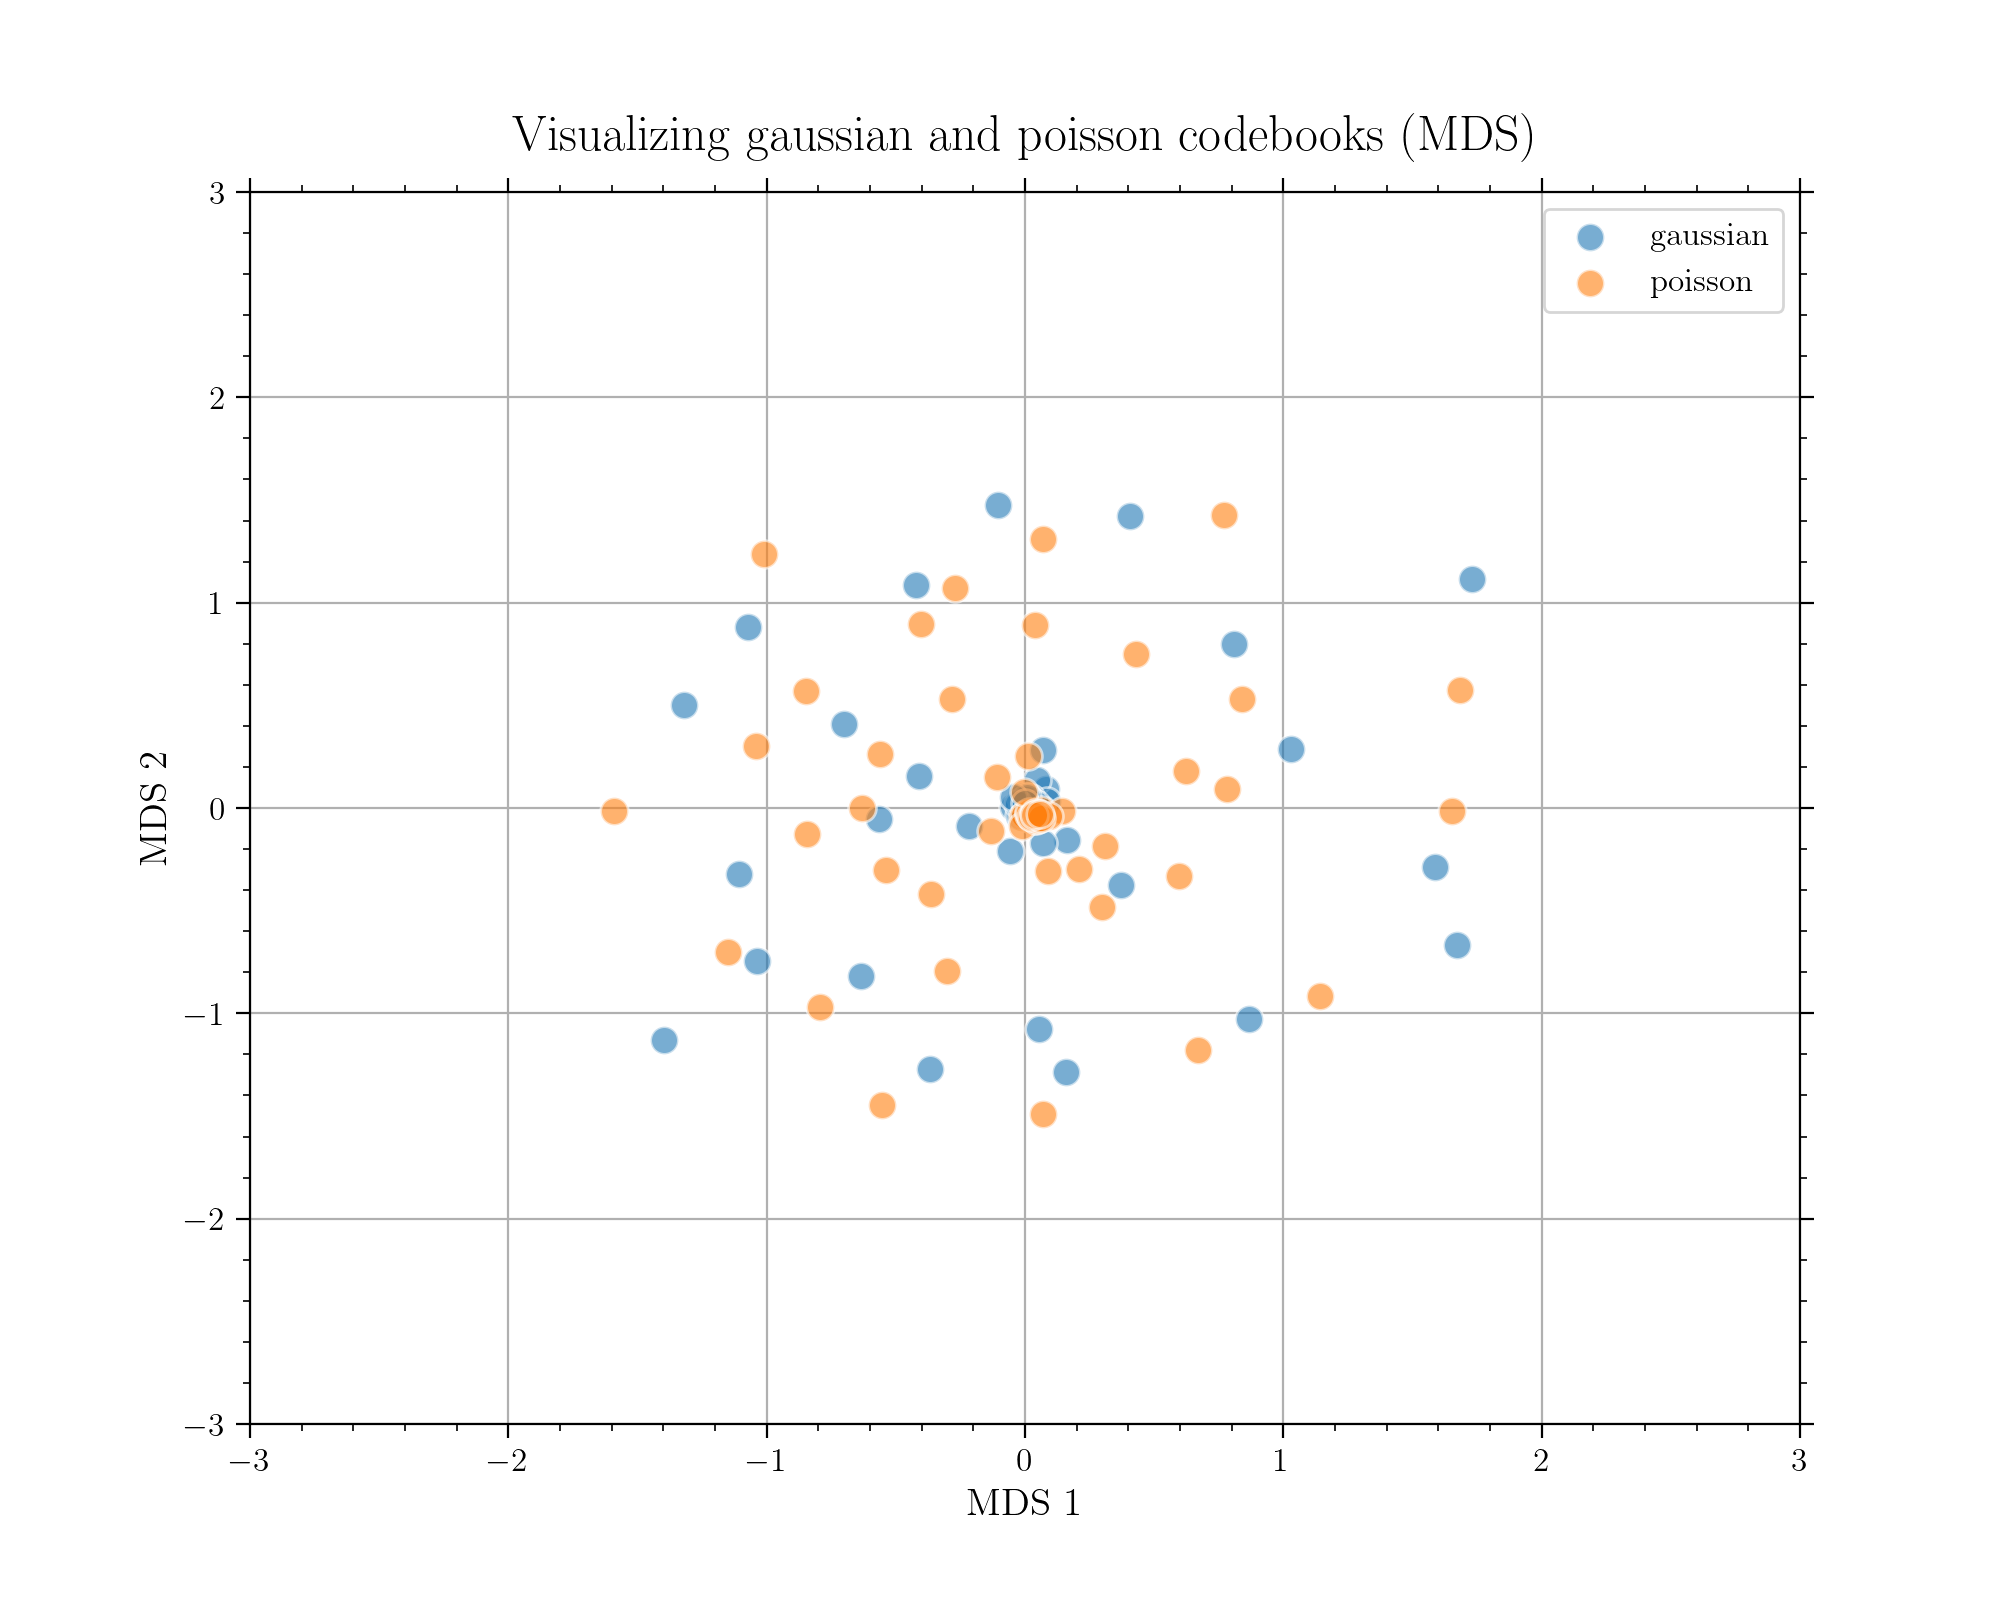 Visualizing gaussian and poisson codebooks (MDS)
gaussian
poisson
MDS 2
3
2
1
0
−1
−2
−3
−3
−2
−1
0
1
2
3
MDS 1